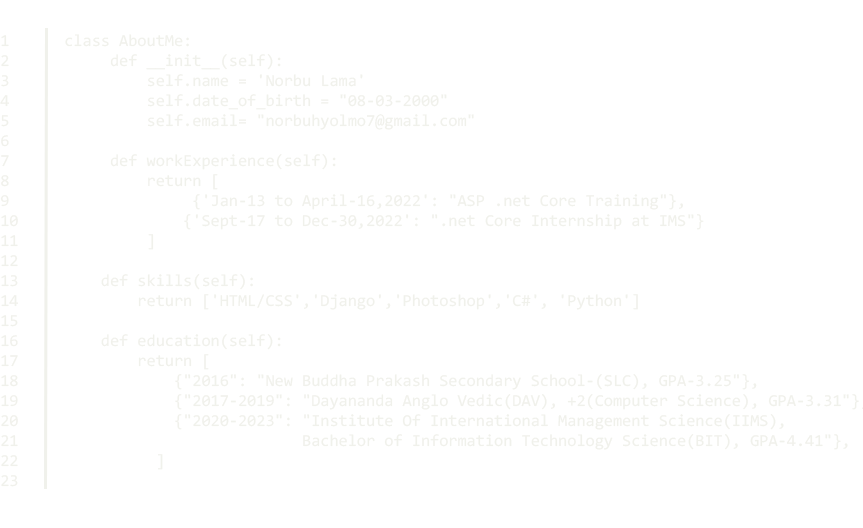 1 class AboutMe:
2 def __init__(self):
3 self.name = 'Norbu Lama'
4 self.date_of_birth = "08-03-2000"
5 self.email= "norbuhyolmo7@gmail.com"
6
7 def workExperience(self):
8 return [
9 {'Jan-13 to April-16,2022': "ASP .net Core Training"},
10 {'Sept-17 to Dec-30,2022': ".net Core Internship at IMS"}
11 ]
12
13 def skills(self):
14 return ['HTML/CSS','Django','Photoshop','C#', 'Python']
15
16 def education(self):
17 return [
18 {"2016": "New Buddha Prakash Secondary School-(SLC), GPA-3.25"},
19 {"2017-2019": "Dayananda Anglo Vedic(DAV), +2(Computer Science), GPA-3.31"}
20 {"2020-2023": "Institute Of International Management Science(IIMS),
21 Bachelor of Information Technology Science(BIT), GPA-4.41"},
22 ]
23